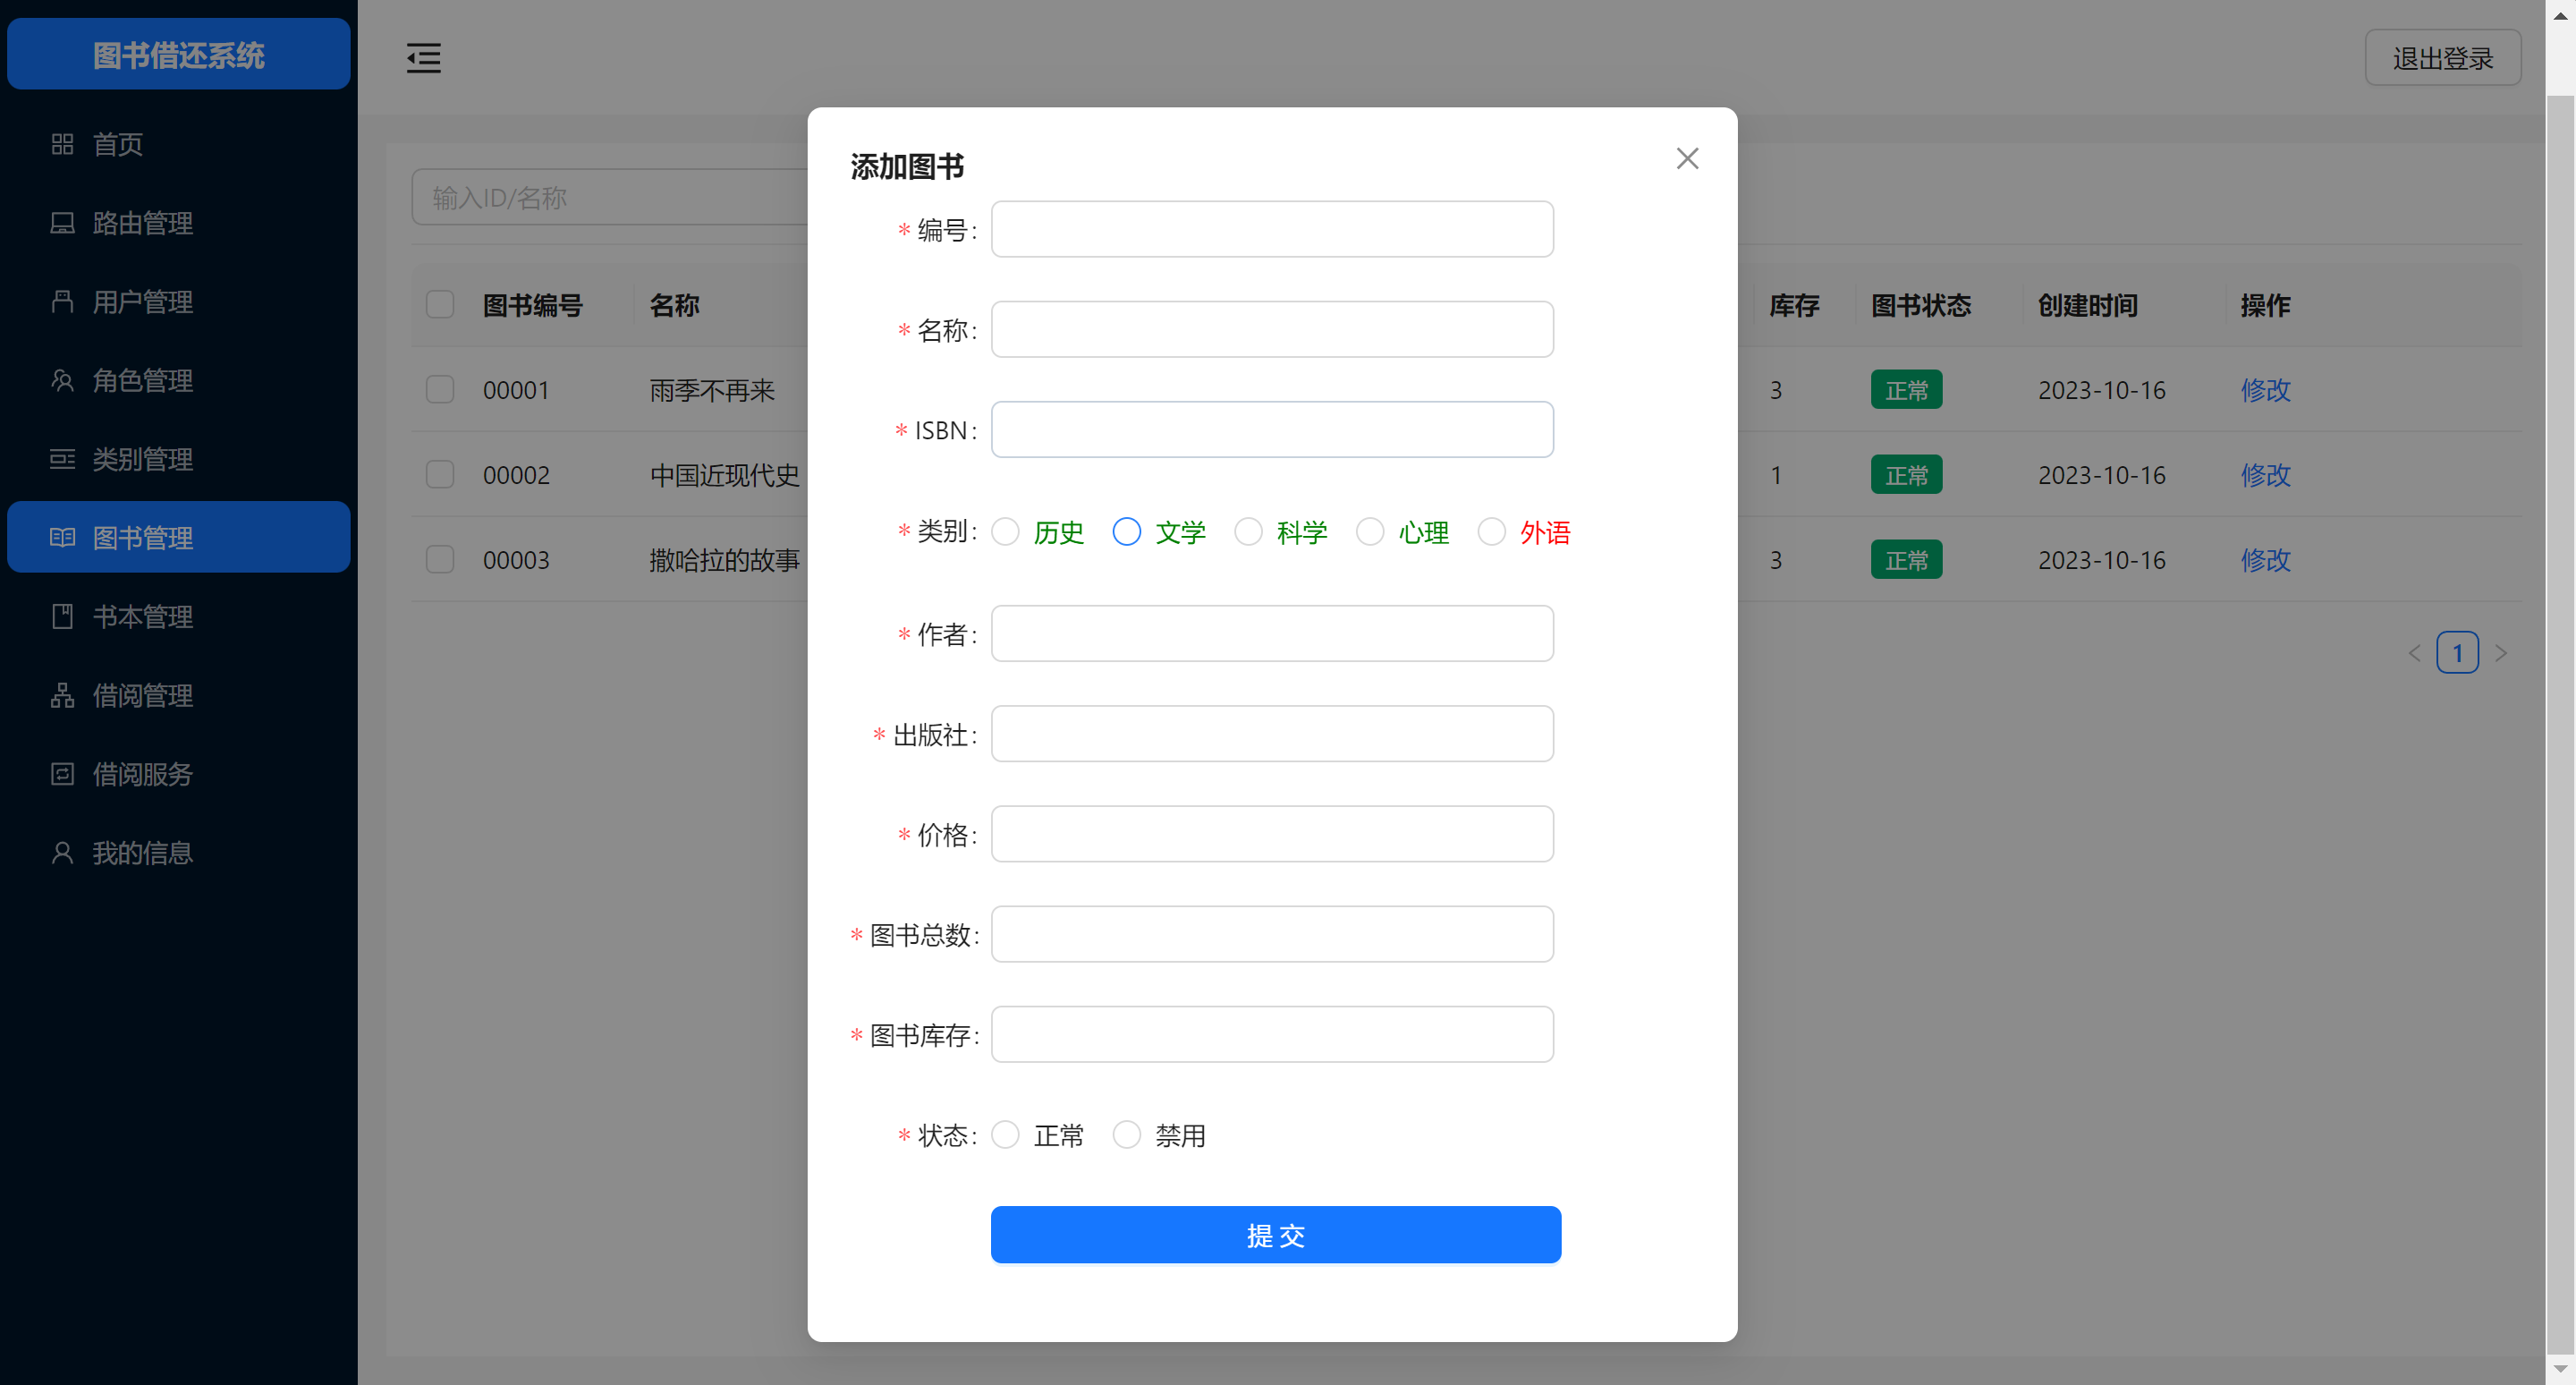 图书借还系统
退出登录
首页
路由管理
用户管理
角色管理
类别管理
图书管理
书本管理
借阅管理
借阅服务
我的信息
输入ID/名称
图书编号 名称 库存 图书状态 创建时间 操作
00001 雨季不再来 3 正常 2023-10-16 修改
00002 中国近现代史 1 正常 2023-10-16 修改
00003 撒哈拉的故事 3 正常 2023-10-16 修改
1
添加图书
* 编号:
* 名称:
* ISBN:
* 类别: 历史 文学 科学 心理 外语
* 作者:
* 出版社:
* 价格:
* 图书总数:
* 图书库存:
* 状态: 正常 禁用
提 交